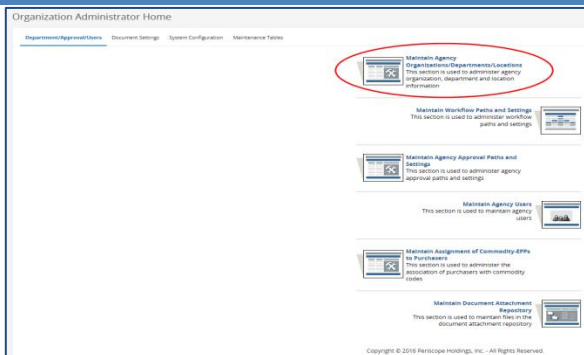 Organization Administrator Home
Department/Approval/Users Document Settings System Configuration Maintenance Tables
Maintain Agency
Organizations/Departments/Locations
This section is used to administer agency
organization, department and location
information
Maintain Workflow Paths and Settings
This section is used to administer workflow
paths and settings
Maintain Agency Approval Paths and
Settings
This section is used to administer agency
approval paths and settings
Maintain Agency Users
This section is used to maintain agency
users
Maintain Assignment of Commodity-EPPs
to Purchasers
This section is used to administer the
association of purchasers with commodity
codes
Maintain Document Attachment
Repository
This section is used to maintain files in the
document attachment repository
Copyright © 2016 Periscope Holdings, Inc. - All Rights Reserved.